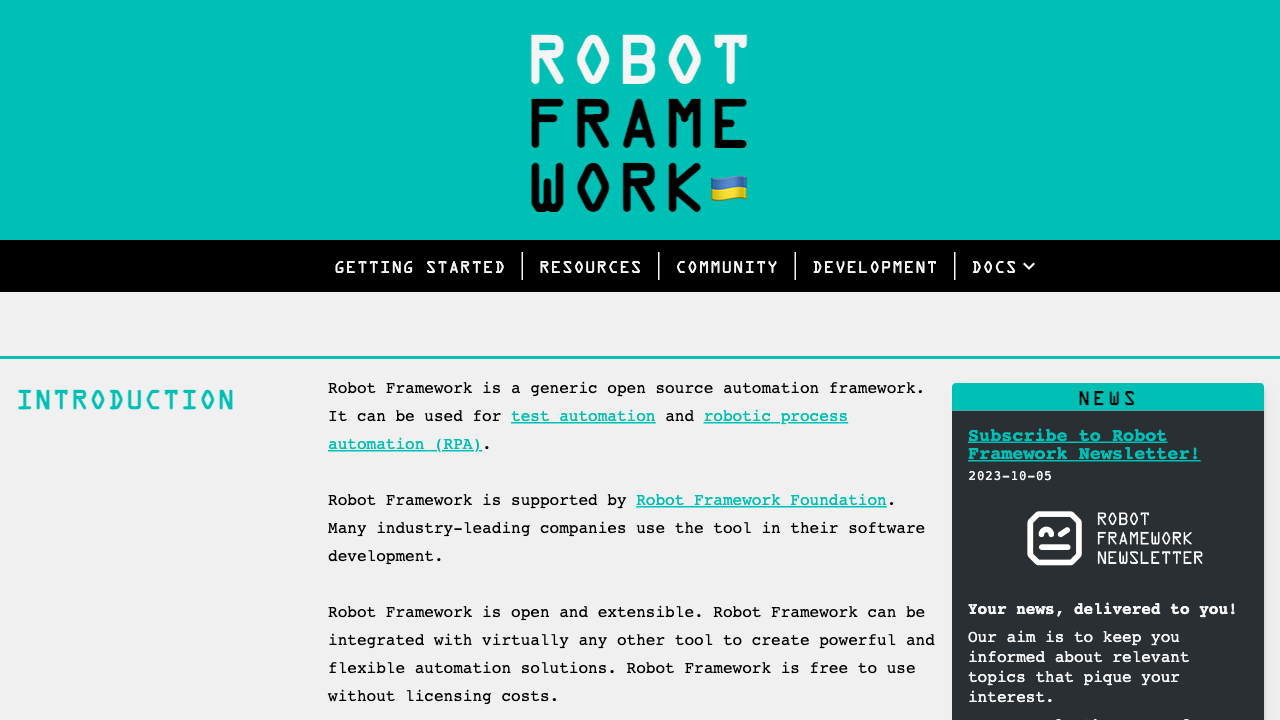 ROBOT
FRAME
WORK
GETTING STARTED
RESOURCES
COMMUNITY
DEVELOPMENT
DOCS
INTRODUCTION
Robot Framework is a generic open source automation framework.
It can be used for test automation and robotic process
automation (RPA).
Robot Framework is supported by Robot Framework Foundation.
Many industry-leading companies use the tool in their software
development.
Robot Framework is open and extensible. Robot Framework can be
integrated with virtually any other tool to create powerful and
flexible automation solutions. Robot Framework is free to use
without licensing costs.
NEWS
Subscribe to Robot
Framework Newsletter!
2023-10-05
ROBOT
FRAMEWORK
NEWSLETTER
Your news, delivered to you!
Our aim is to keep you
informed about relevant
topics that pique your
interest.